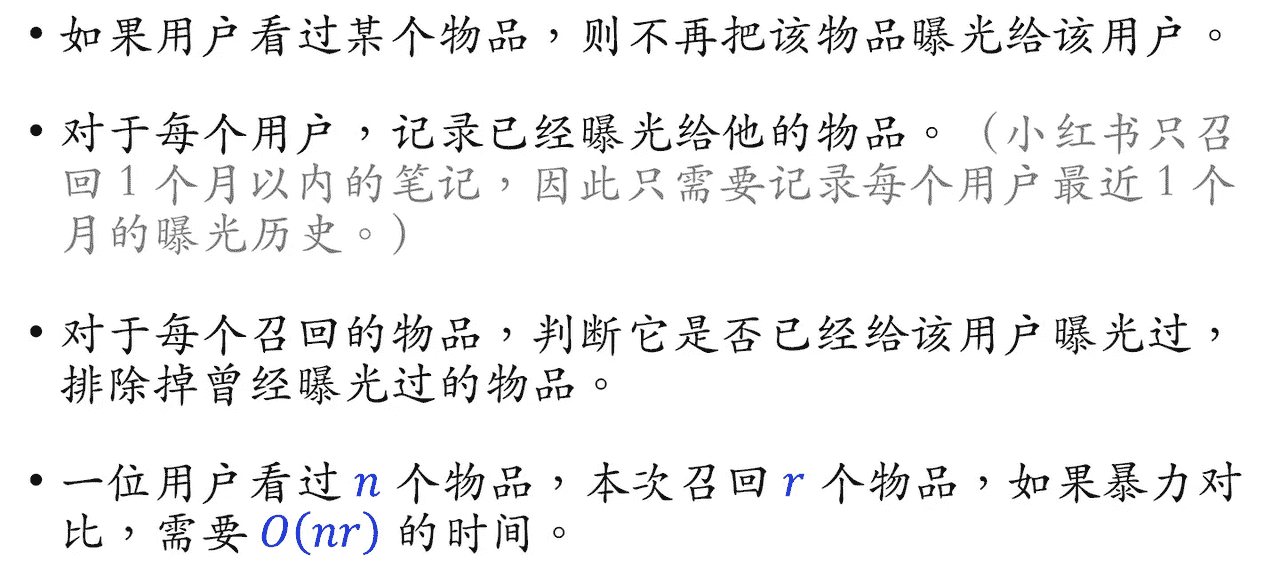 • 如果用户看过某个物品，则不再把该物品曝光给该用户。
• 对于每个用户，记录已经曝光给他的物品。（小红书只召
回 1 个月以内的笔记，因此只需要记录每个用户最近 1 个
月的曝光历史。）
• 对于每个召回的物品，判断它是否已经给该用户曝光过，
排除掉曾经曝光过的物品。
• 一位用户看过 n 个物品，本次召回 r 个物品，如果暴力对
比，需要 O(nr) 的时间。